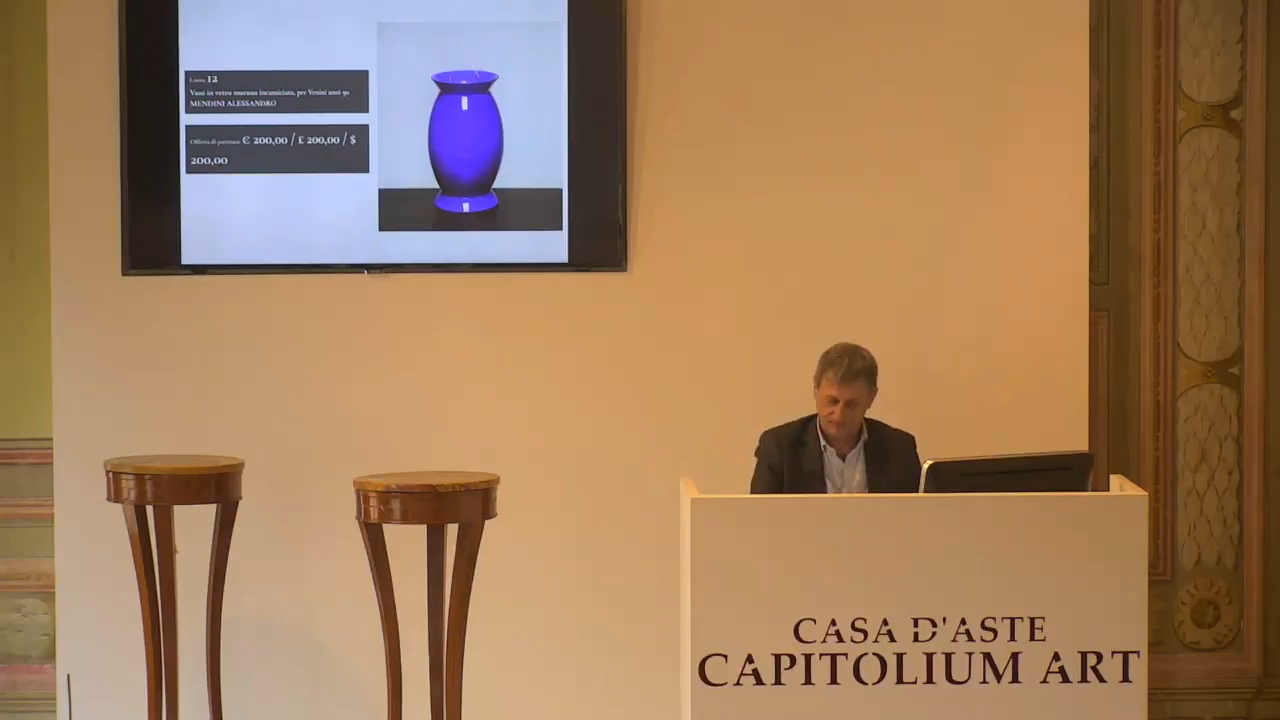 Lotto 12
Vaso in vetro murano incamiciato, per Venini anni 90
MENDINI ALESSANDRO
Offerta di partenza € 200,00 / £ 200,00 / $
200,00
CASA D'ASTE
CAPITOLIUM ART